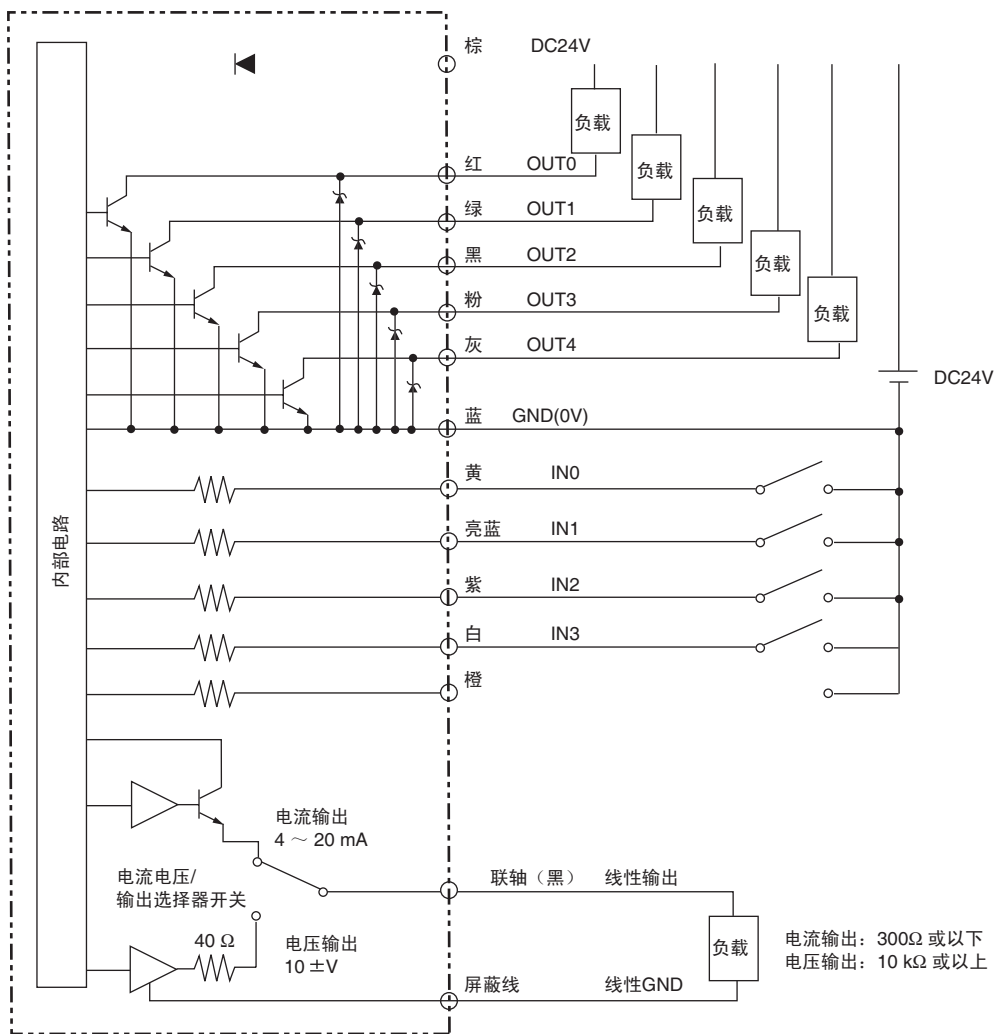 棕 DC24V
负载
红 OUT0
负载
绿 OUT1
负载
黑 OUT2
负载
粉 OUT3
负载
灰 OUT4
DC24V
蓝 GND(0V)
黄 IN0
亮蓝 IN1
内部电路
紫 IN2
白 IN3
橙
电流输出
4 ~ 20 mA
电流电压/
输出选择器开关
联轴（黑） 线性输出
40 Ω
电压输出
10 ±V
负载
电流输出：300Ω 或以下
电压输出：10 kΩ 或以上
屏蔽线 线性GND